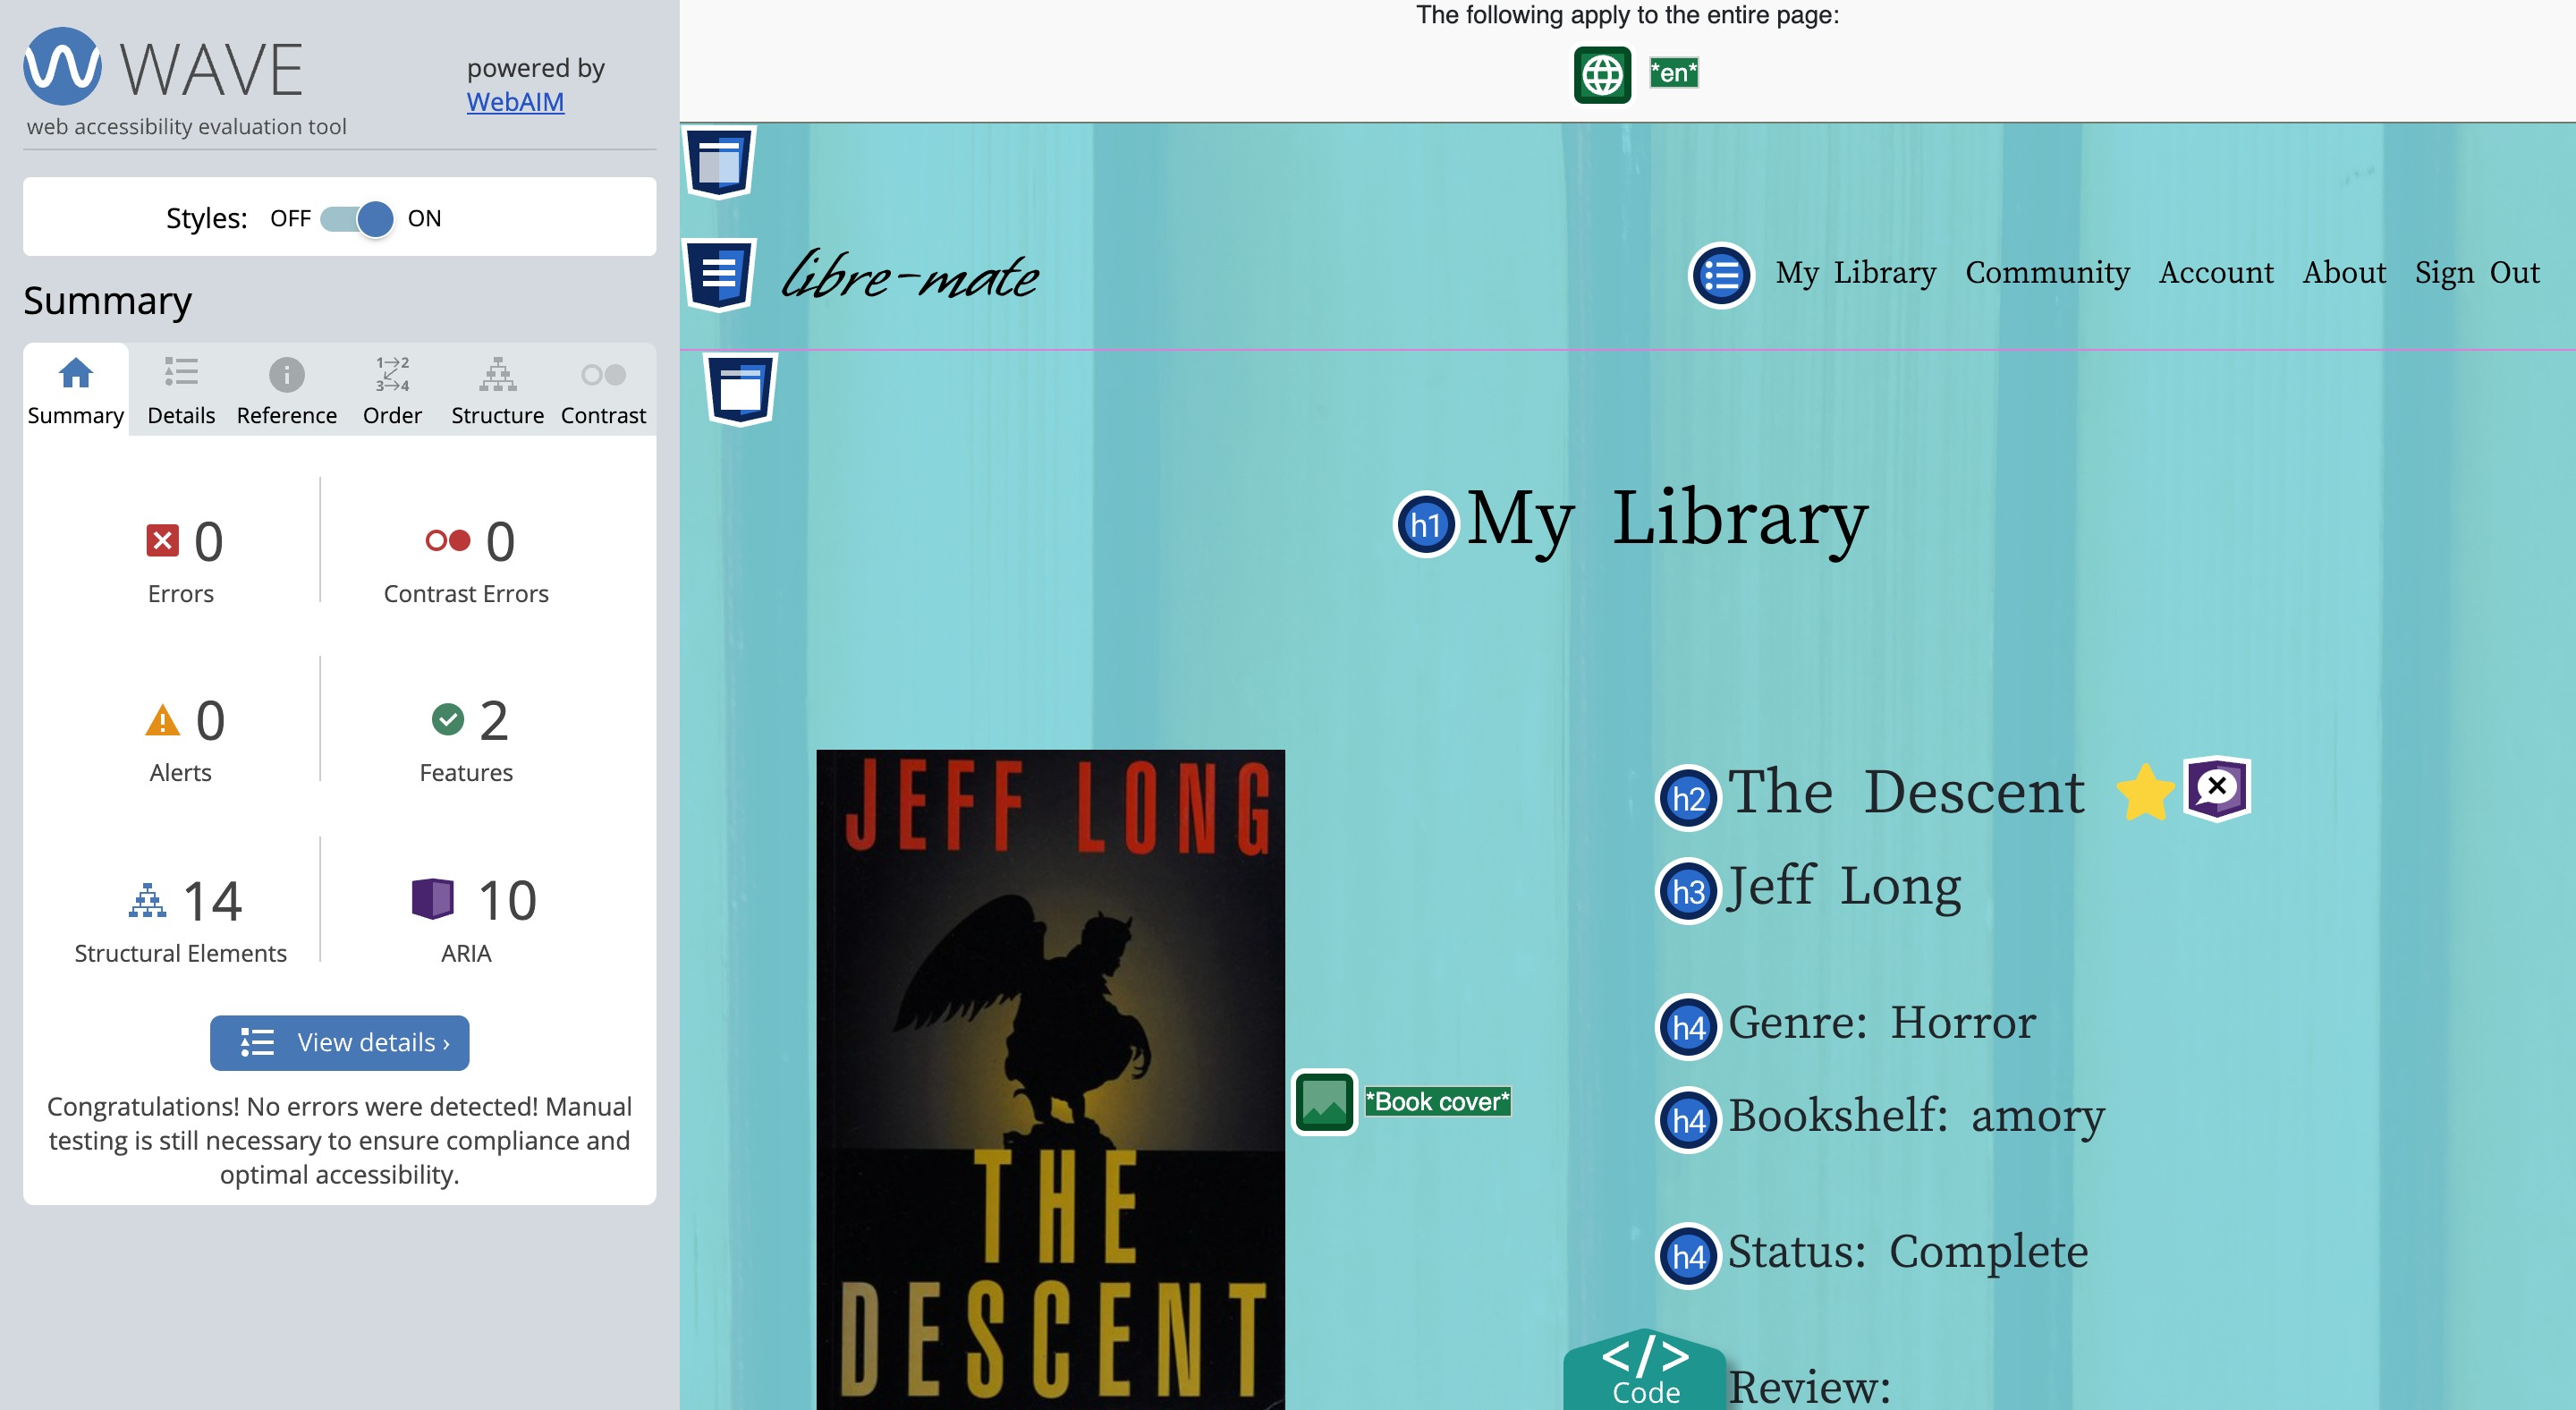 WAVE
powered by
WebAIM
web accessibility evaluation tool
Styles: OFF ON
Summary
Summary Details Reference Order Structure Contrast
1→2
3→4
0
Errors
0
Contrast Errors
0
Alerts
2
Features
14
Structural Elements
10
ARIA
View details ›
Congratulations! No errors were detected! Manual
testing is still necessary to ensure compliance and
optimal accessibility.
The following apply to the entire page:
*en*
libre-mate
My Library Community Account About Sign Out
h1 My Library
JEFF LONG
THE
DESCENT
*Book cover*
h2 The Descent
h3 Jeff Long
h4 Genre: Horror
h4 Bookshelf: amory
h4 Status: Complete
</> Code
Review: